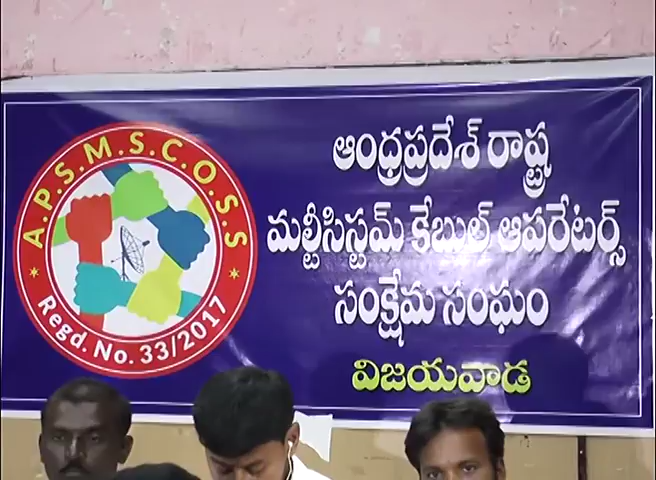 A.P.S.M.S.C.O.S.S
Regd. No. 33/2017
ఆంధ్రప్రదేశ్ రాష్ట్ర
మల్టీసిస్టమ్ కేబుల్ ఆపరేటర్స్
సంక్షేమ సంఘం
విజయవాడ